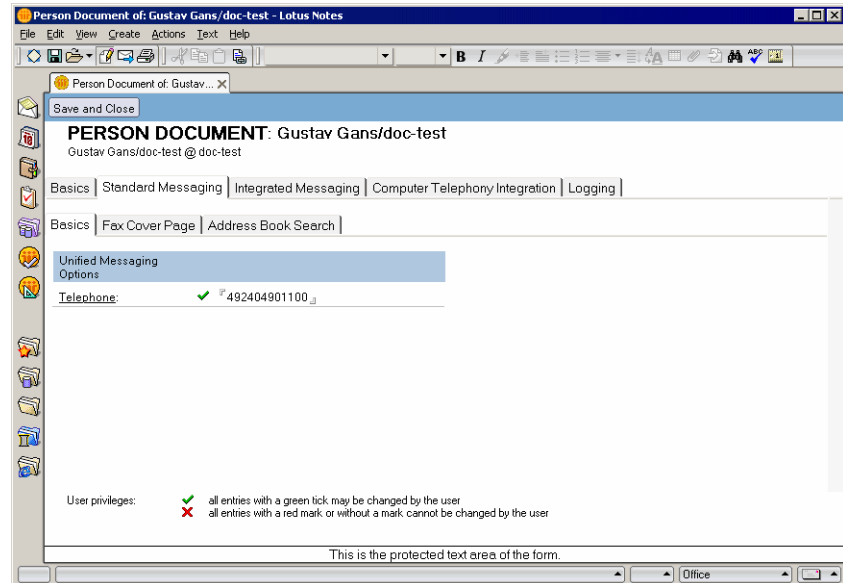 Person Document of: Gustav Gans/doc-test - Lotus Notes
File Edit View Create Actions Text Help
B I
Person Document of: Gustav...
Save and Close
PERSON DOCUMENT: Gustav Gans/doc-test
Gustav Gans/doc-test @ doc-test
Basics Standard Messaging Integrated Messaging Computer Telephony Integration Logging
Basics Fax Cover Page Address Book Search
Unified Messaging
Options
Telephone: 492404901100
User privileges: all entries with a green tick may be changed by the user
all entries with a red mark or without a mark cannot be changed by the user
This is the protected text area of the form.
Office